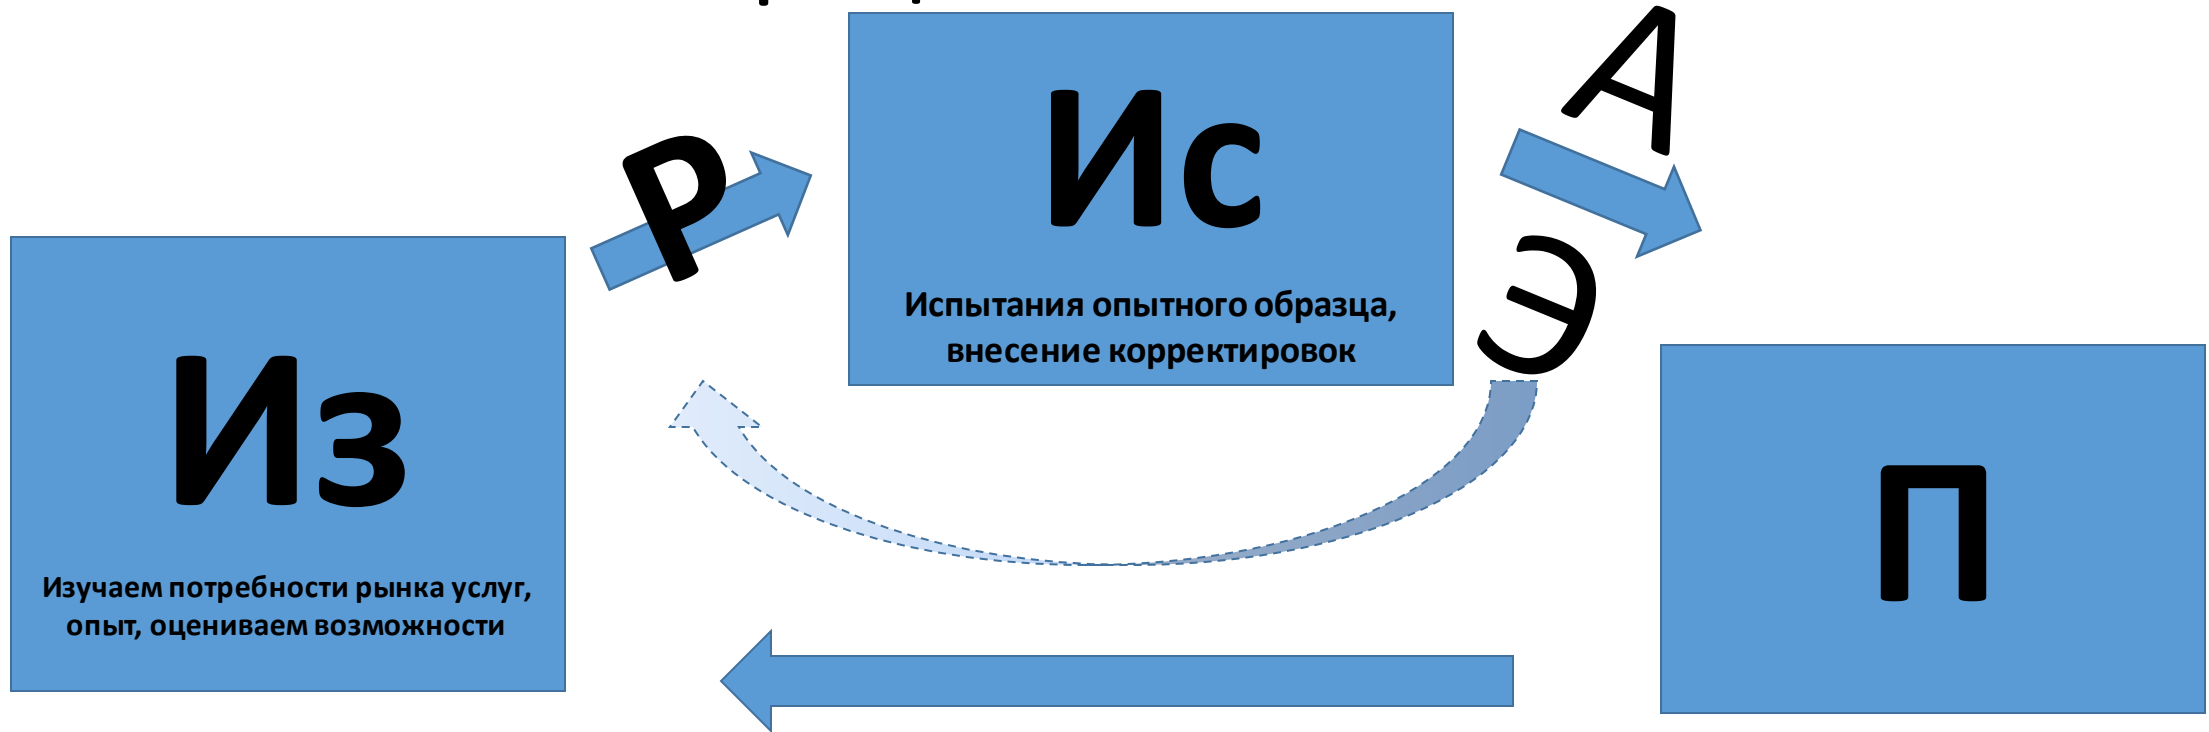 Из
Изучаем потребности рынка услуг,
опыт, оцениваем возможности
Р
Ис
Испытания опытного образца,
внесение корректировок
А
Э
П